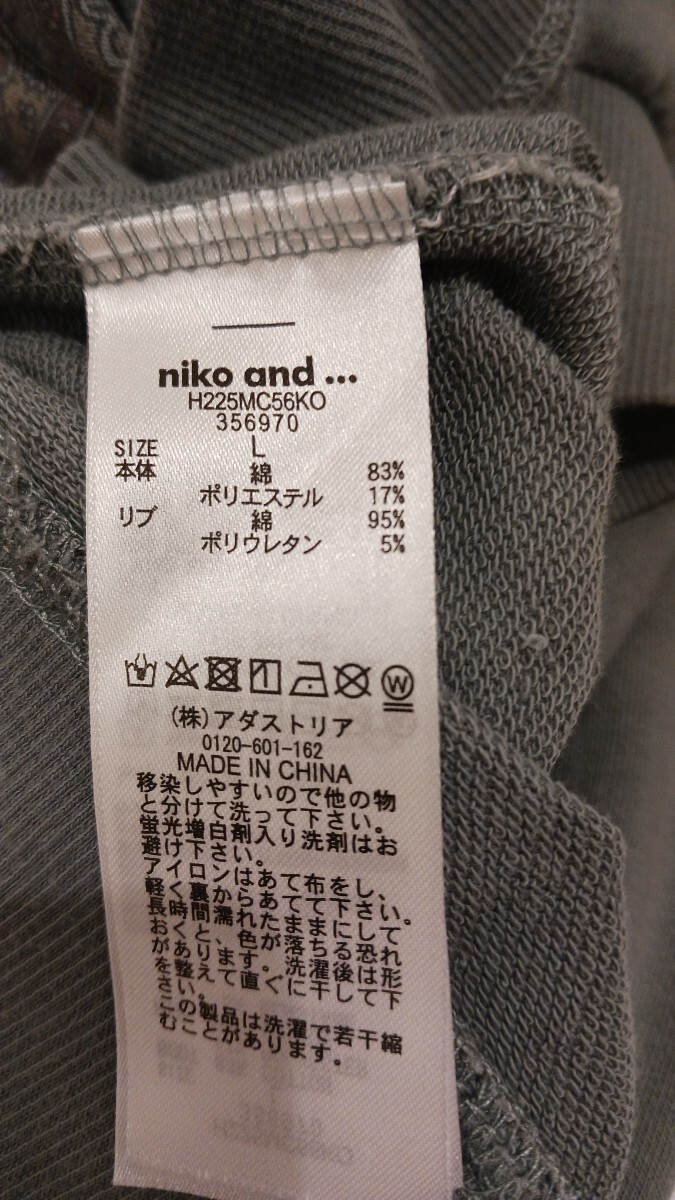 niko and ...
H225MC56KO
356970
SIZE L
本体 綿 83%
ポリエステル 17%
リブ 綿 95%
ポリウレタン 5%
W
(株)アダストリア
0120-601-162
MADE IN CHINA
移染しやすいので他の物
と分けて洗って下さい。
蛍光増白剤入り洗剤はお
避け下さい。
アイロンはあて布をし、
軽く裏からあてて下さい。
長時間濡れたままにして
おくと、色が落ちる恐れ
があります。洗濯後は形
を整えて直ぐに干して下
さい。
この製品は洗濯で若干縮
むことがあります。